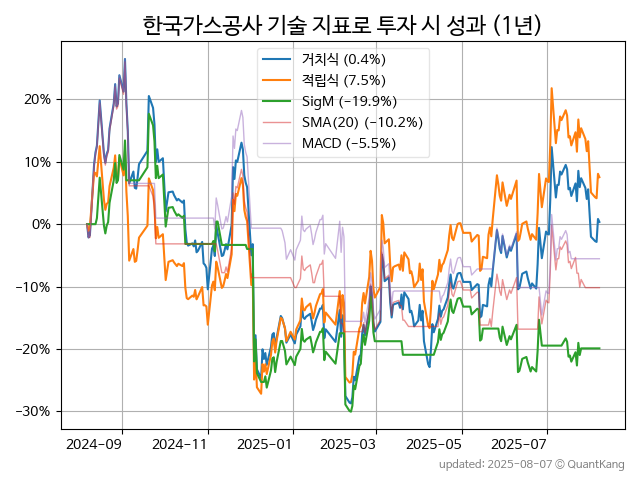 한국가스공사 기술 지표로 투자 시 성과 (1년)
거치식 (0.4%)
적립식 (7.5%)
SigM (−19.9%)
SMA(20) (−10.2%)
MACD (−5.5%)
20%
10%
0%
−10%
−20%
−30%
2024-09 2024-11 2025-01 2025-03 2025-05 2025-07
updated: 2025-08-07 ⓒ QuantKang